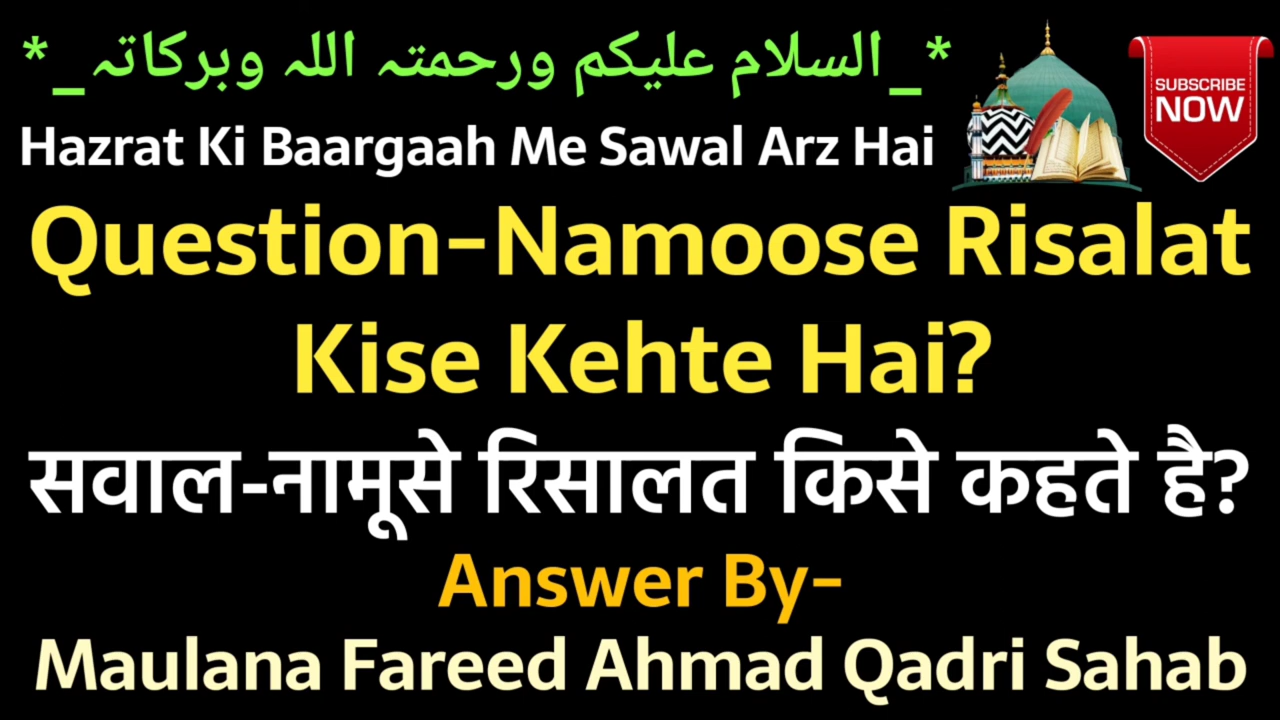 *_السلام علیکم ورحمتہ اللہ وبرکاتہ_*
SUBSCRIBE
NOW
Hazrat Ki Baargaah Me Sawal Arz Hai
Question-Namoose Risalat
Kise Kehte Hai?
सवाल-नामूसे रिसालत किसे कहते है?
Answer By-
Maulana Fareed Ahmad Qadri Sahab